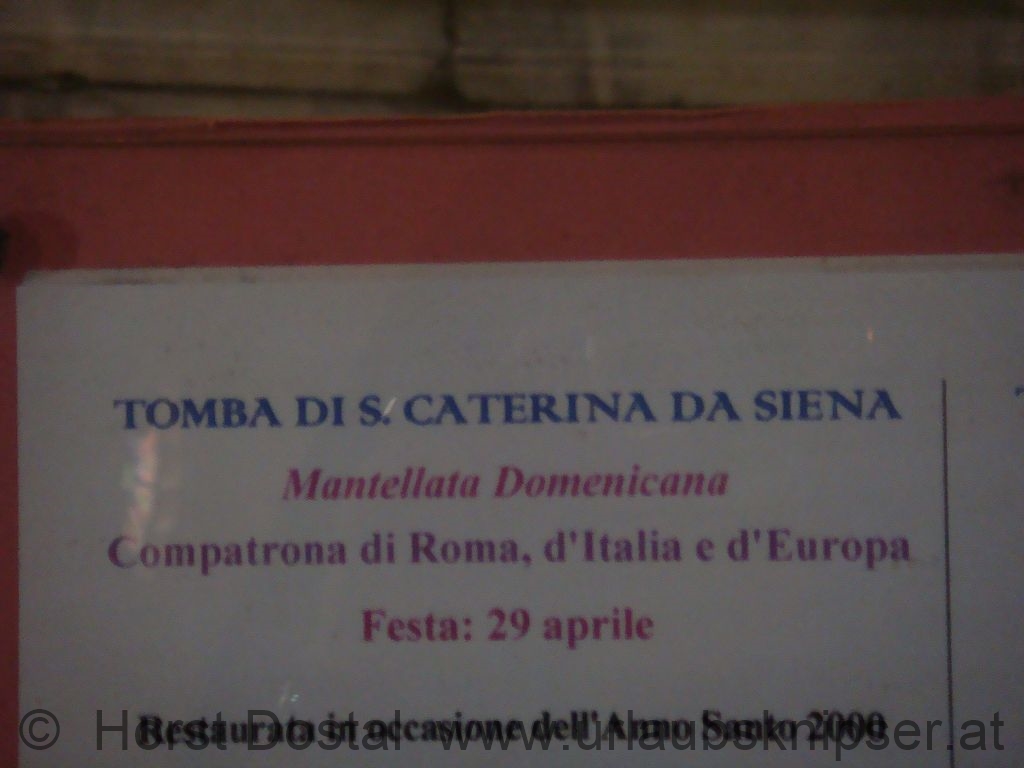 TOMBA DI S. CATERINA DA SIENA
Mantellata Domenicana
Compatrona di Roma, d'Italia e d'Europa
Festa: 29 aprile
Restaurata in occasione dell'Anno Santo 2000
© Horst Dostal www.urlaubsknipser.at